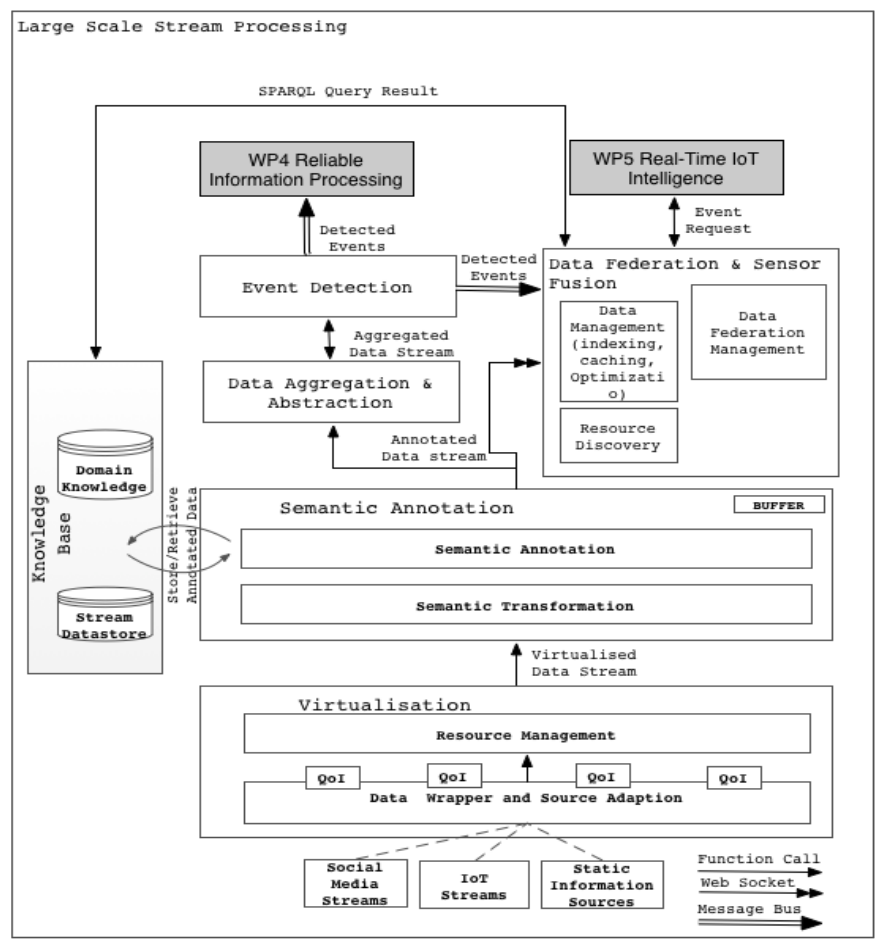 Large Scale Stream Processing
SPARQL Query Result
WP4 Reliable
Information Processing
WP5 Real-Time IoT
Intelligence
Detected
Events
Event
Request
Event Detection
Detected
Events
Data Federation & Sensor
Fusion
Data
Management
(indexing,
caching,
Optimizati
o)
Data
Federation
Management
Resource
Discovery
Aggregated
Data Stream
Data Aggregation &
Abstraction
Annotated
Data stream
Knowledge
Base
Domain
Knowledge
Stream
Datastore
Store/Retrieve
Annotated Data
Semantic Annotation
BUFFER
Semantic Annotation
Semantic Transformation
Virtualised
Data Stream
Virtualisation
Resource Management
QoI
QoI
QoI
QoI
Data Wrapper and Source Adaption
Social
Media
Streams
IoT
Streams
Static
Information
Sources
Function Call
Web Socket
Message Bus